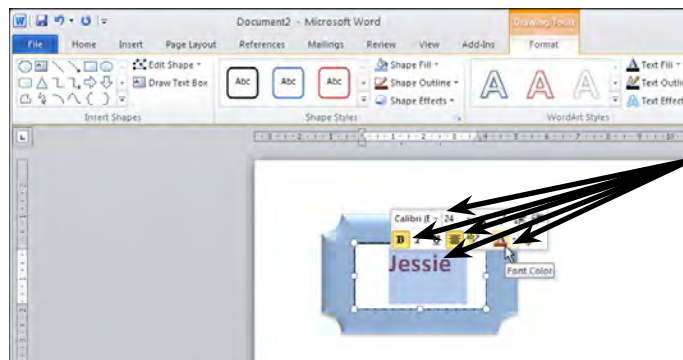 Document2 - Microsoft Word
Drawing Tools
File Home Insert Page Layout References Mailings Review View Add-Ins Format
Edit Shape
Draw Text Box
Insert Shapes
Abc Abc Abc
Shape Fill
Shape Outline
Shape Effects
Shape Styles
A A A
Text Fill
Text Outli
Text Effect
WordArt Styles
Calibri (E 24
B I U
A
Jessie
Font Color